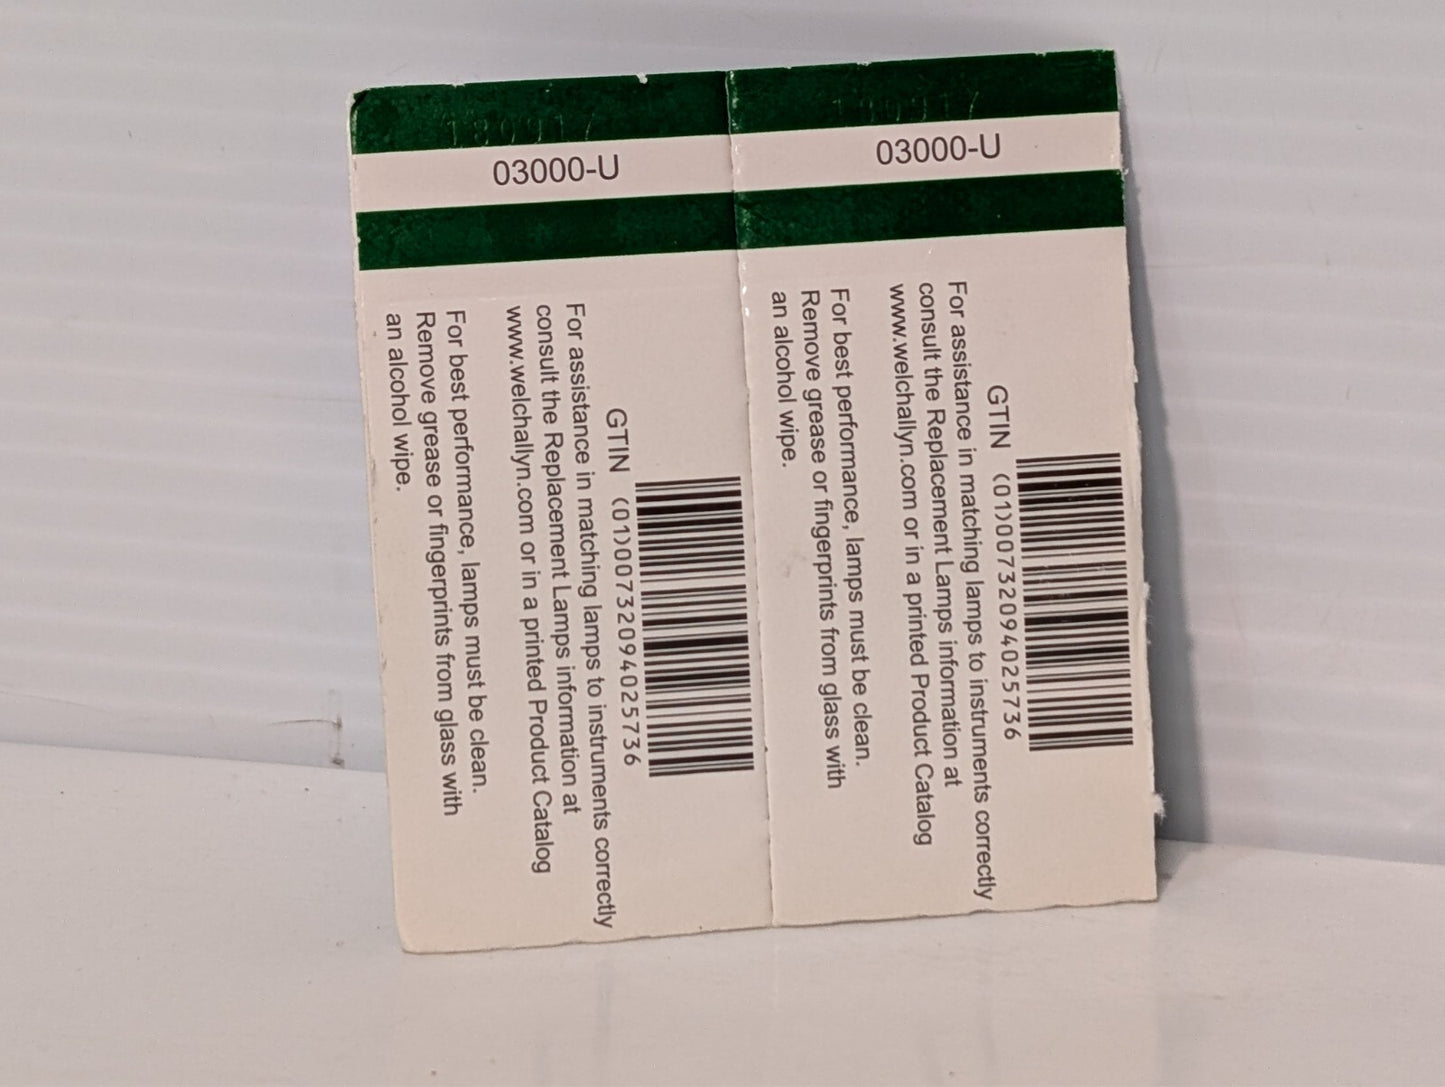 180917
03000-U
GTIN (01)00732094025736
For assistance in matching lamps to instruments correctly
consult the Replacement Lamps information at
www.welchallyn.com or in a printed Product Catalog
For best performance, lamps must be clean.
Remove grease or fingerprints from glass with
an alcohol wipe.
180917
03000-U
GTIN (01)00732094025736
For assistance in matching lamps to instruments correctly
consult the Replacement Lamps information at
www.welchallyn.com or in a printed Product Catalog
For best performance, lamps must be clean.
Remove grease or fingerprints from glass with
an alcohol wipe.